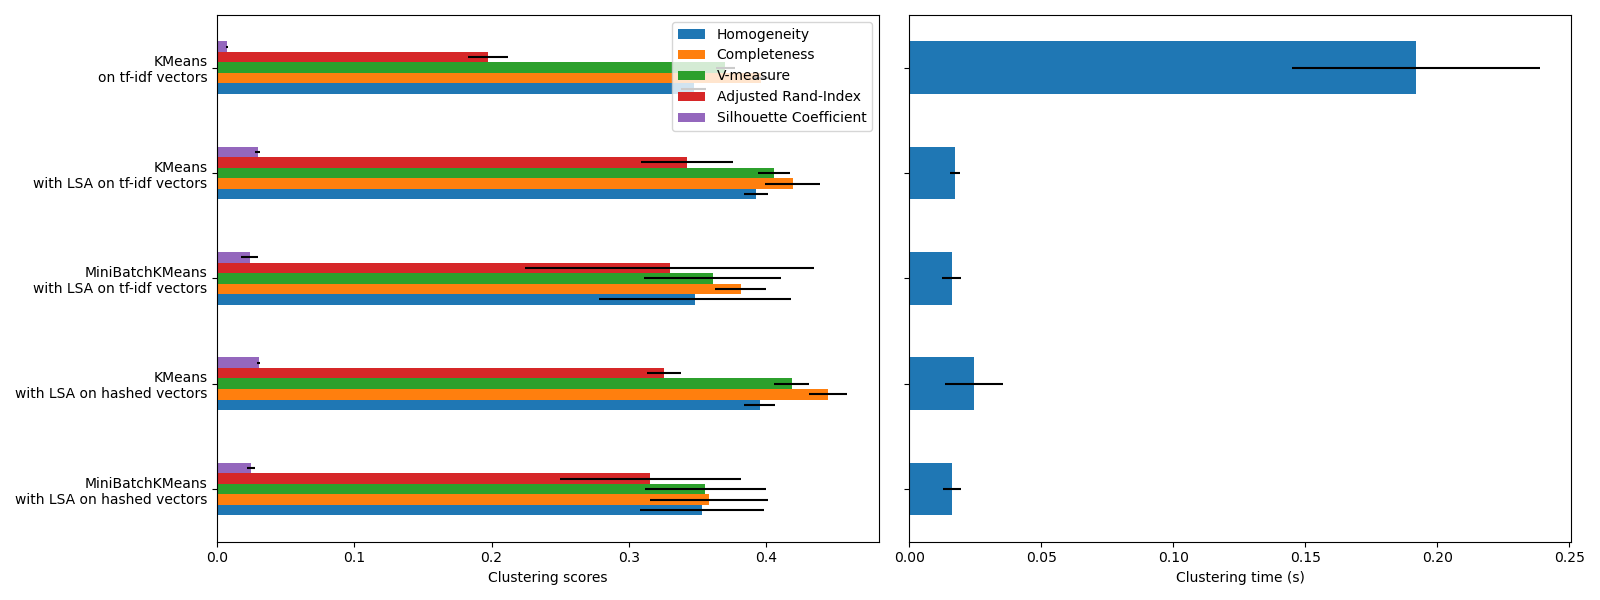 KMeans
on tf-idf vectors
KMeans
with LSA on tf-idf vectors
MiniBatchKMeans
with LSA on tf-idf vectors
KMeans
with LSA on hashed vectors
MiniBatchKMeans
with LSA on hashed vectors
Homogeneity
Completeness
V-measure
Adjusted Rand-Index
Silhouette Coefficient
0.0 0.1 0.2 0.3 0.4
Clustering scores
0.00 0.05 0.10 0.15 0.20 0.25
Clustering time (s)